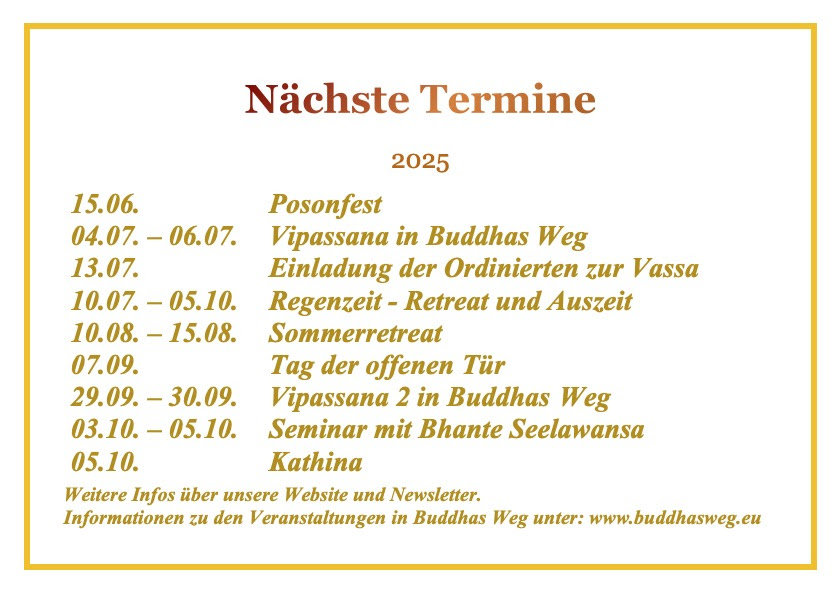 Nächste Termine
2025
15.06. Posonfest
04.07. – 06.07. Vipassana in Buddhas Weg
13.07. Einladung der Ordinierten zur Vassa
10.07. – 05.10. Regenzeit - Retreat und Auszeit
10.08. – 15.08. Sommerretreat
07.09. Tag der offenen Tür
29.09. – 30.09. Vipassana 2 in Buddhas Weg
03.10. – 05.10. Seminar mit Bhante Seelawansa
05.10. Kathina
Weitere Infos über unsere Website und Newsletter.
Informationen zu den Veranstaltungen in Buddhas Weg unter: www.buddhasweg.eu